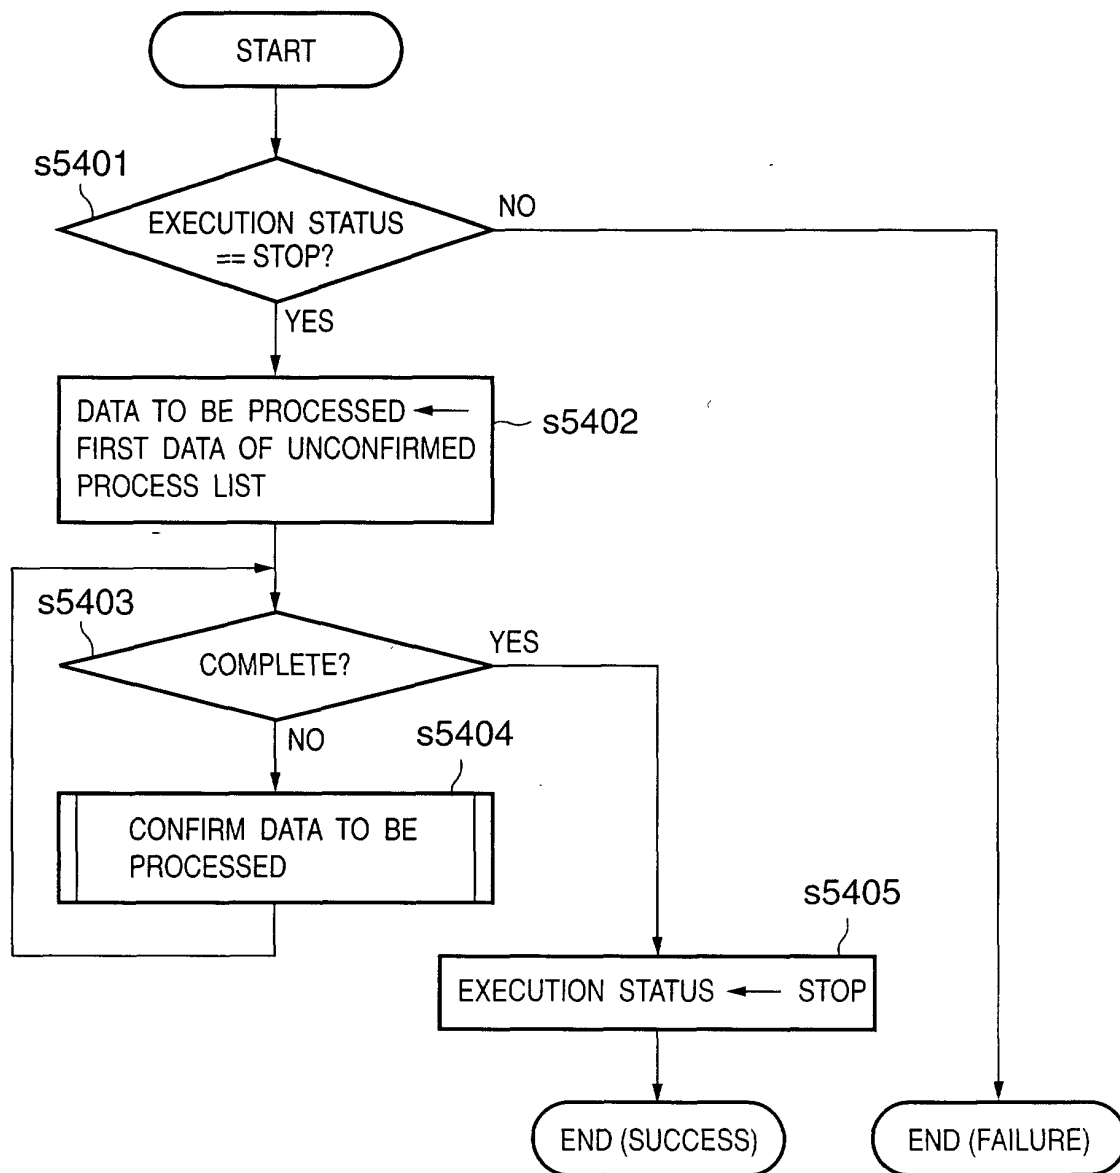 START
s5401
EXECUTION STATUS
== STOP?
NO
YES
DATA TO BE PROCESSED ←
FIRST DATA OF UNCONFIRMED
PROCESS LIST
s5402
s5403
COMPLETE?
YES
NO
s5404
CONFIRM DATA TO BE
PROCESSED
s5405
EXECUTION STATUS ← STOP
END (SUCCESS)
END (FAILURE)